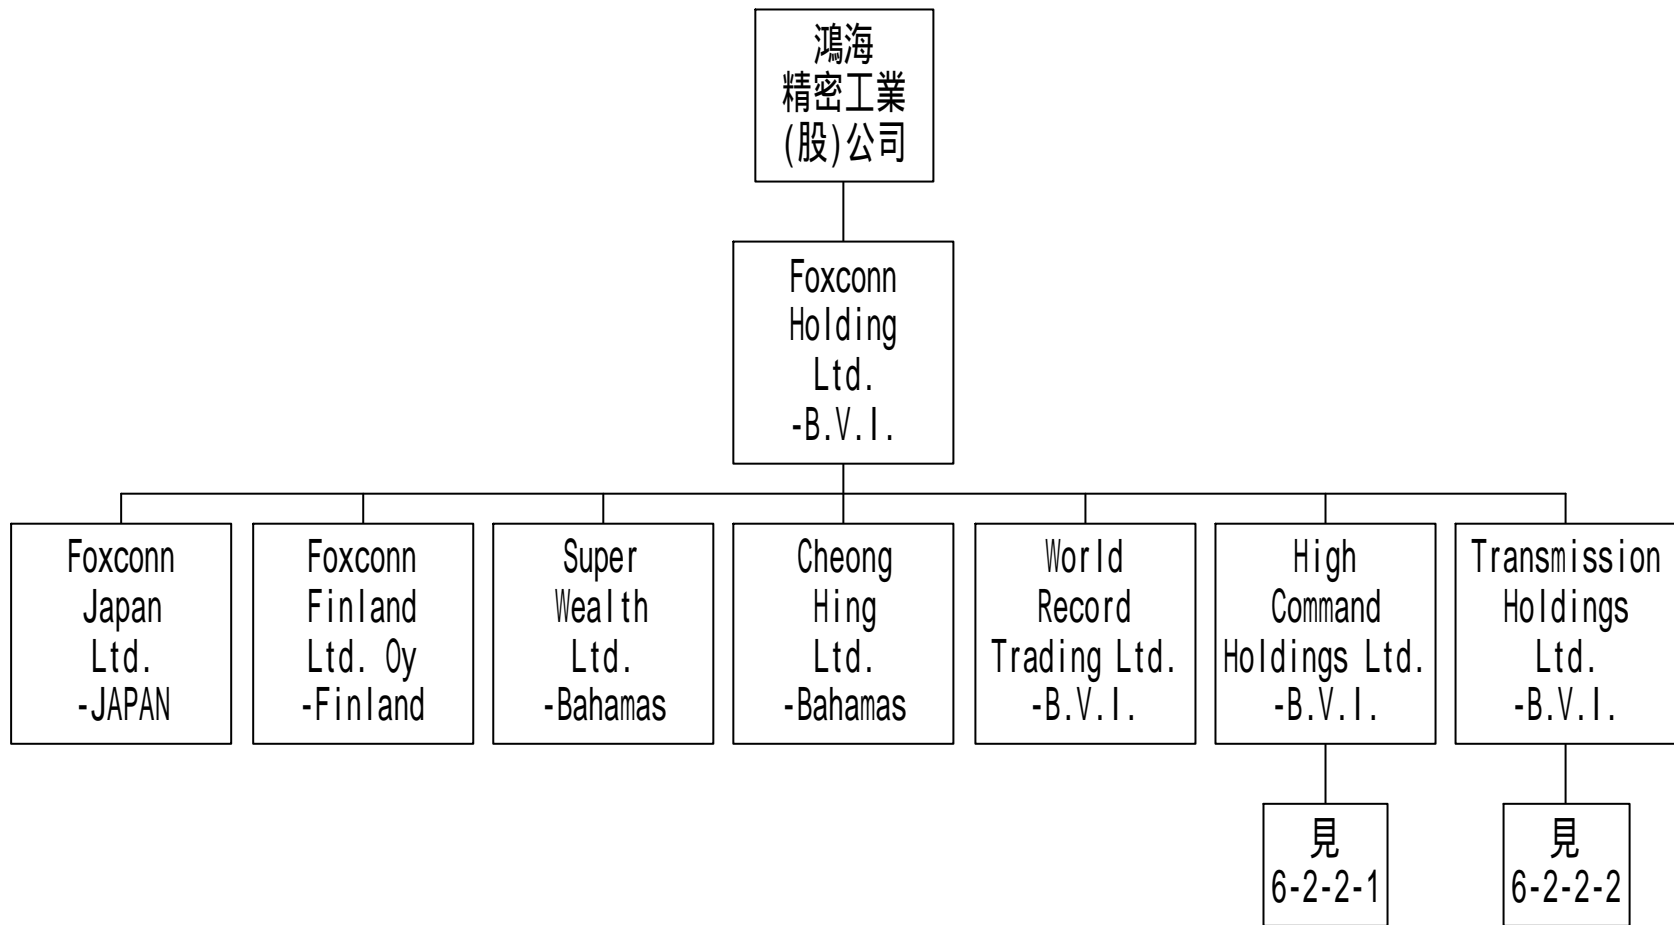 鴻海
精密工業
(股)公司
Foxconn
Holding
Ltd.
-B.V.I.
Foxconn
Japan
Ltd.
-JAPAN
Foxconn
Finland
Ltd. Oy
-Finland
Super
Wealth
Ltd.
-Bahamas
Cheong
Hing
Ltd.
-Bahamas
World
Record
Trading Ltd.
-B.V.I.
High
Command
Holdings Ltd.
-B.V.I.
Transmission
Holdings
Ltd.
-B.V.I.
見
6-2-2-1
見
6-2-2-2